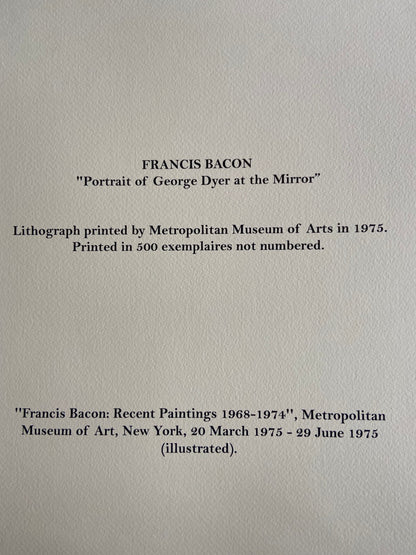 FRANCIS BACON
"Portrait of George Dyer at the Mirror"
Lithograph printed by Metropolitan Museum of Arts in 1975.
Printed in 500 exemplaires not numbered.
"Francis Bacon: Recent Paintings 1968-1974", Metropolitan
Museum of Art, New York, 20 March 1975 - 29 June 1975
(illustrated).